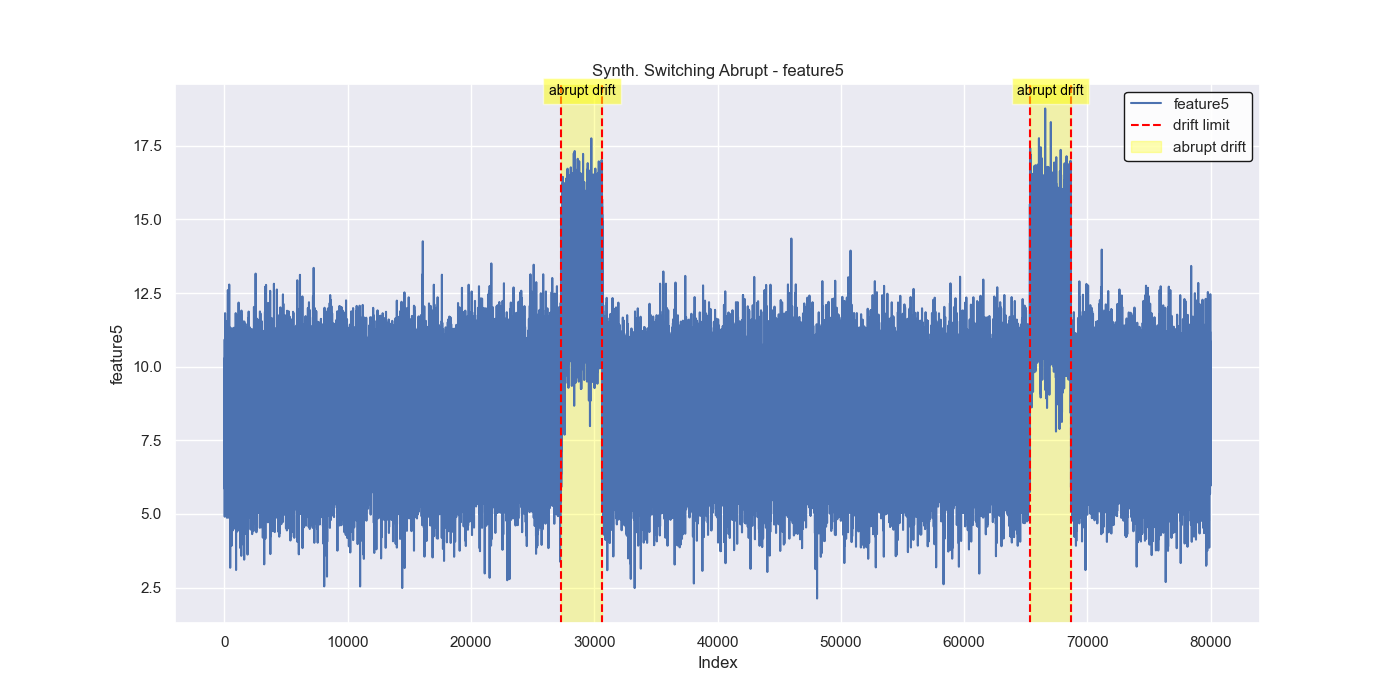 Synth. Switching Abrupt - feature5
abrupt drift
abrupt drift
feature5
drift limit
abrupt drift
17.5
15.0
12.5
10.0
7.5
5.0
2.5
feature5
0
10000
20000
30000
40000
50000
60000
70000
80000
Index